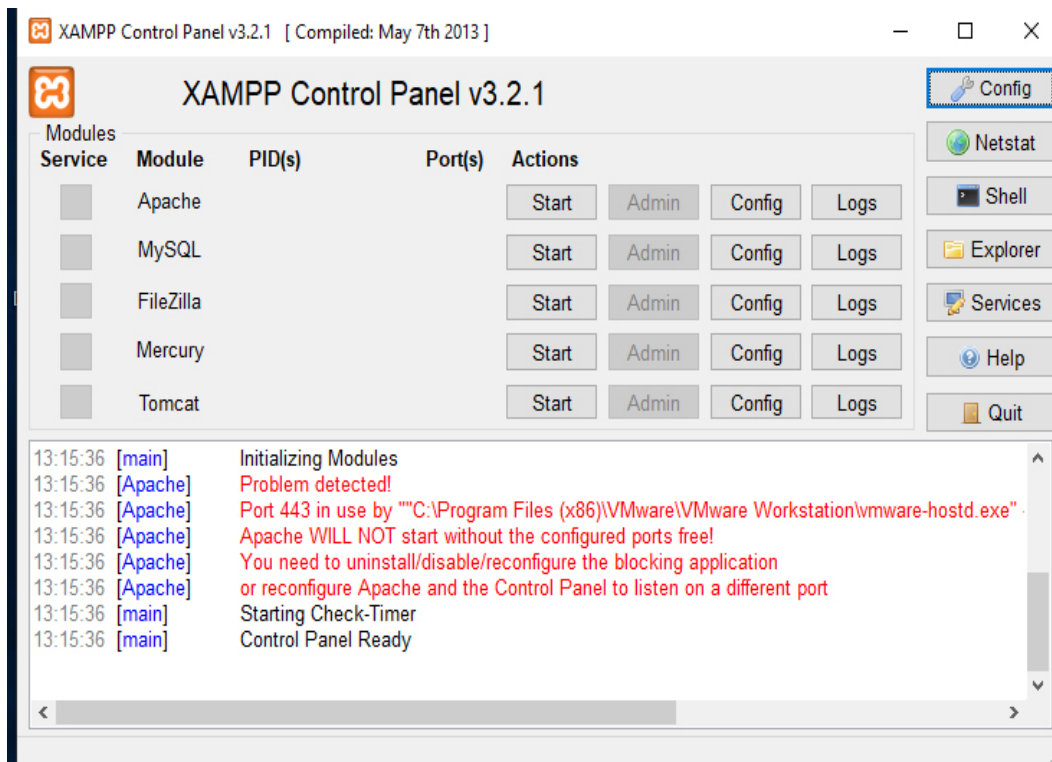 XAMPP Control Panel v3.2.1 [ Compiled: May 7th 2013 ]
XAMPP Control Panel v3.2.1
Config
Modules
Service Module PID(s) Port(s) Actions
Netstat
Apache Start Admin Config Logs
Shell
MySQL Start Admin Config Logs
Explorer
FileZilla Start Admin Config Logs
Services
Mercury Start Admin Config Logs
Help
Tomcat Start Admin Config Logs
Quit
13:15:36 [main] Initializing Modules
13:15:36 [Apache] Problem detected!
13:15:36 [Apache] Port 443 in use by ""C:\Program Files (x86)\VMware\VMware Workstation\vmware-hostd.exe" -
13:15:36 [Apache] Apache WILL NOT start without the configured ports free!
13:15:36 [Apache] You need to uninstall/disable/reconfigure the blocking application
13:15:36 [Apache] or reconfigure Apache and the Control Panel to listen on a different port
13:15:36 [main] Starting Check-Timer
13:15:36 [main] Control Panel Ready